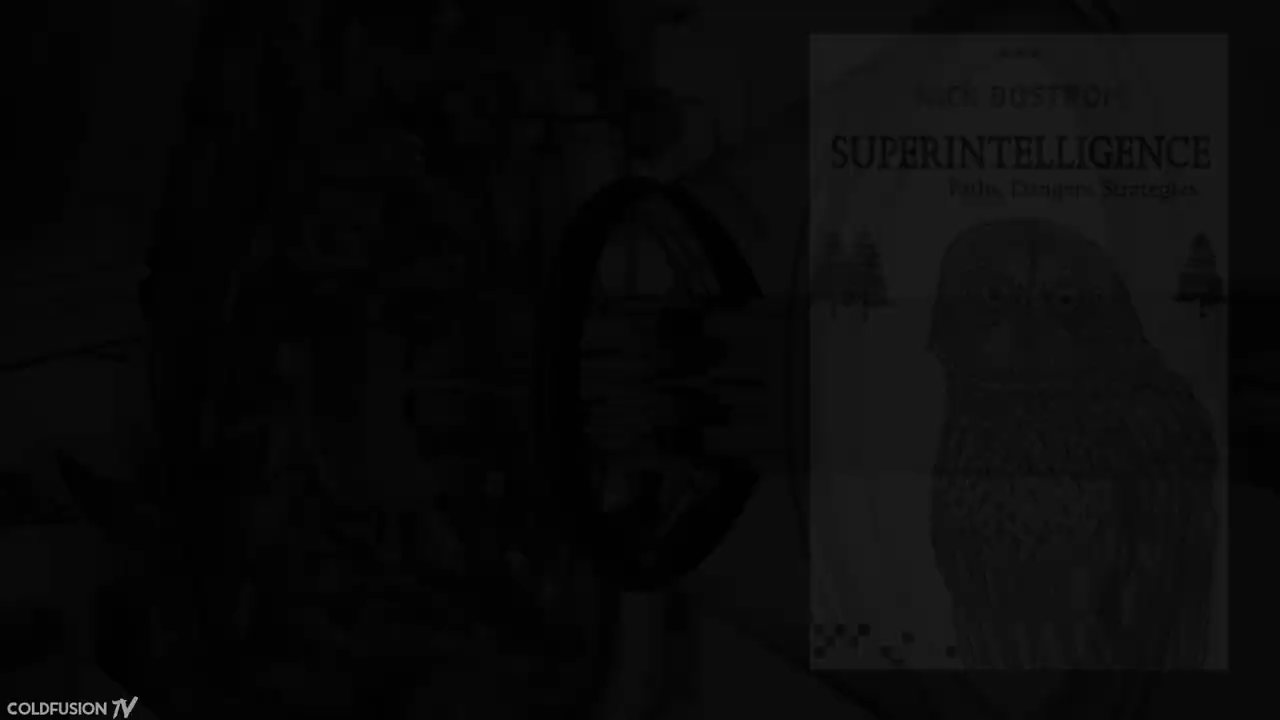 NICK BOSTROM
SUPERINTELLIGENCE
Paths, Dangers, Strategies
COLDFUSION TV